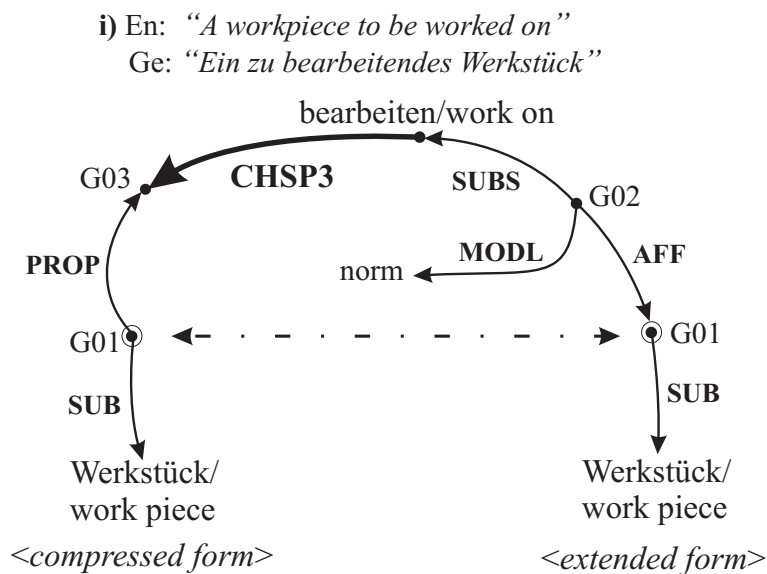 i) En: “A workpiece to be worked on”
Ge: “Ein zu bearbeitendes Werkstück”
bearbeiten/work on
G03
CHSP3
SUBS
G02
PROP
norm
MODL
AFF
G01
G01
SUB
SUB
Werkstück/
work piece
Werkstück/
work piece
<compressed form>
<extended form>